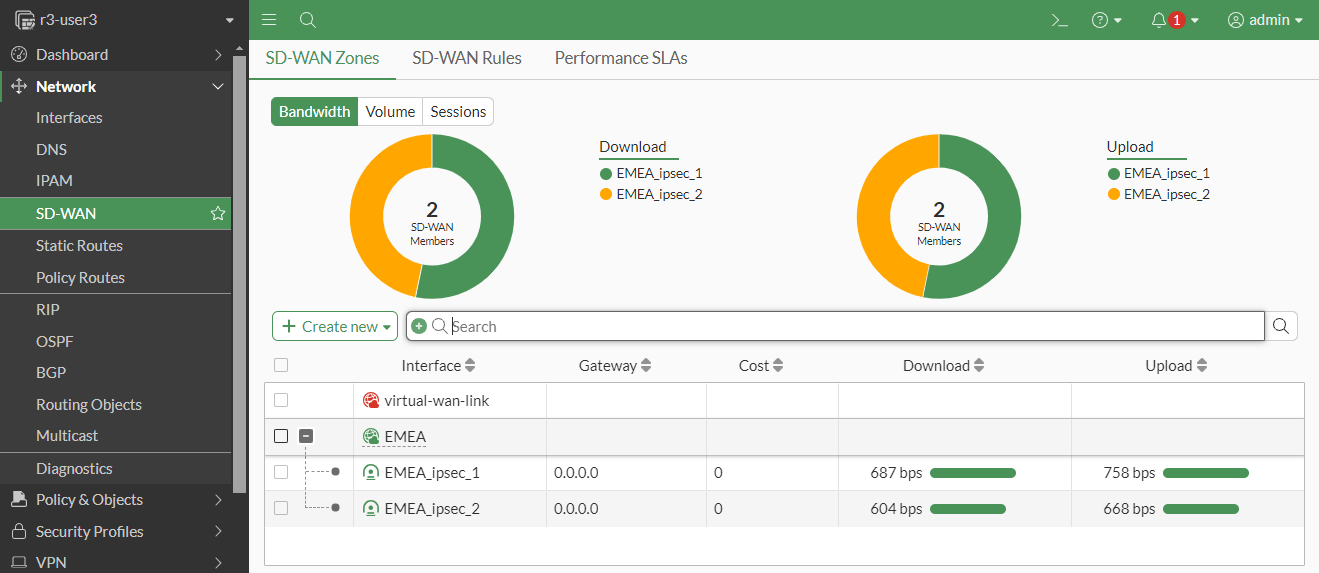 r3-user3
1
admin
Dashboard
Network
Interfaces
DNS
IPAM
SD-WAN
Static Routes
Policy Routes
RIP
OSPF
BGP
Routing Objects
Multicast
Diagnostics
Policy & Objects
Security Profiles
VPN
SD-WAN Zones SD-WAN Rules Performance SLAs
Bandwidth Volume Sessions
2
SD-WAN
Members
Download
EMEA_ipsec_1
EMEA_ipsec_2
2
SD-WAN
Members
Upload
EMEA_ipsec_1
EMEA_ipsec_2
+ Create new Search
Interface Gateway Cost Download Upload
virtual-wan-link
EMEA
EMEA_ipsec_1 0.0.0.0 0 687 bps 758 bps
EMEA_ipsec_2 0.0.0.0 0 604 bps 668 bps